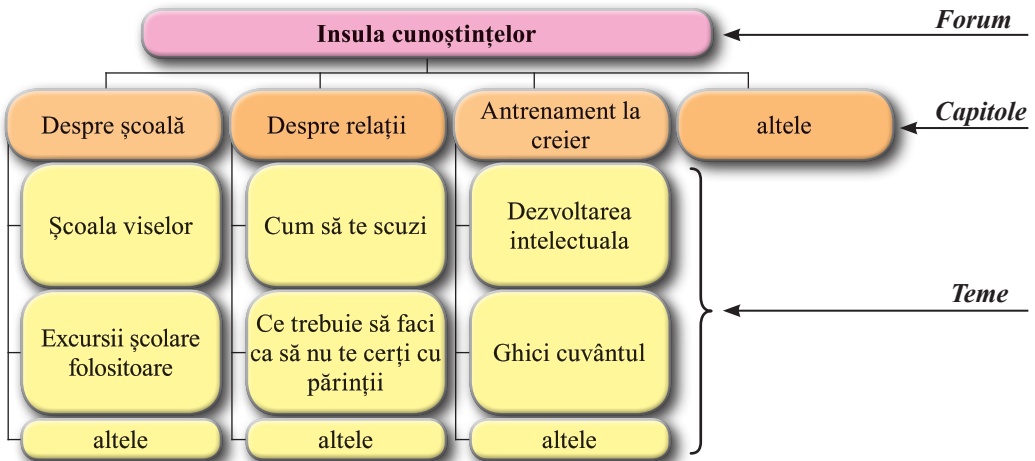 Insula cunoștințelor
Forum
Despre școală
Despre relații
Antrenament la
creier
altele
Capitole
Școala viselor
Cum să te scuzi
Dezvoltarea
intelectuala
Teme
Excursii școlare
folositoare
Ce trebuie să faci
ca să nu te cerți cu
părinții
Ghici cuvântul
altele
altele
altele